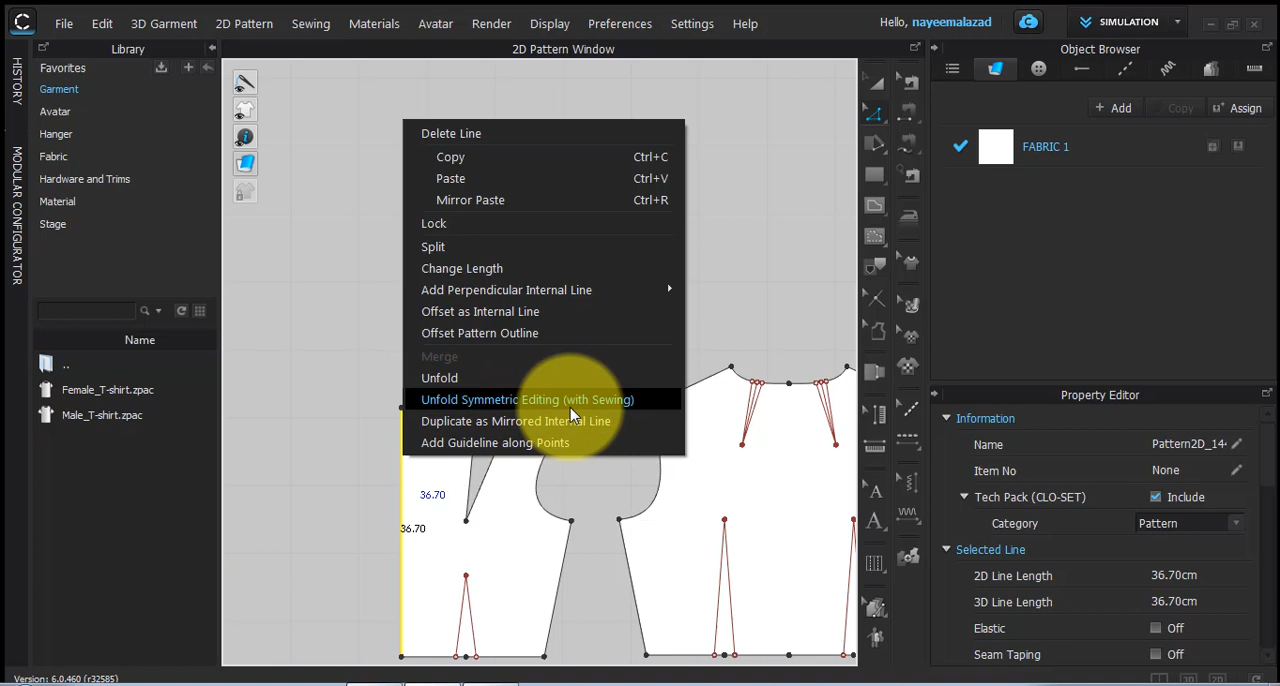 File Edit 3D Garment 2D Pattern Sewing Materials Avatar Render Display Preferences Settings Help Hello, nayeemalazad SIMULATION
Library
2D Pattern Window
Object Browser
HISTORY
MODULAR CONFIGURATOR
Favorites
Garment
Avatar
Hanger
Fabric
Hardware and Trims
Material
Stage
Name
..
Female_T-shirt.zpac
Male_T-shirt.zpac
Delete Line
Copy Ctrl+C
Paste Ctrl+V
Mirror Paste Ctrl+R
Lock
Split
Change Length
Add Perpendicular Internal Line
Offset as Internal Line
Offset Pattern Outline
Merge
Unfold
Unfold Symmetric Editing (with Sewing)
Duplicate as Mirrored Internal Line
Add Guideline along Points
36.70
36.70
+ Add Copy Assign
FABRIC 1
Property Editor
Information
Name Pattern2D_14
Item No None
Tech Pack (CLO-SET) Include
Category Pattern
Selected Line
2D Line Length 36.70cm
3D Line Length 36.70cm
Elastic Off
Seam Taping Off
Version: 6.0.460 (r32585)